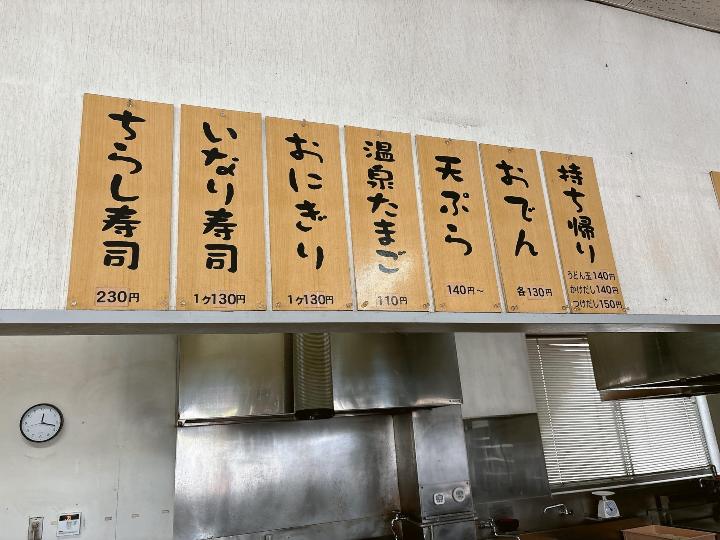 ちらし寿司
230円
いなり寿司
1ヶ130円
おにぎり
1ヶ130円
温泉たまご
110円
天ぷら
140円～
おでん
各130円
持ち帰り
うどん玉140円
かけだし140円
つけだし150円